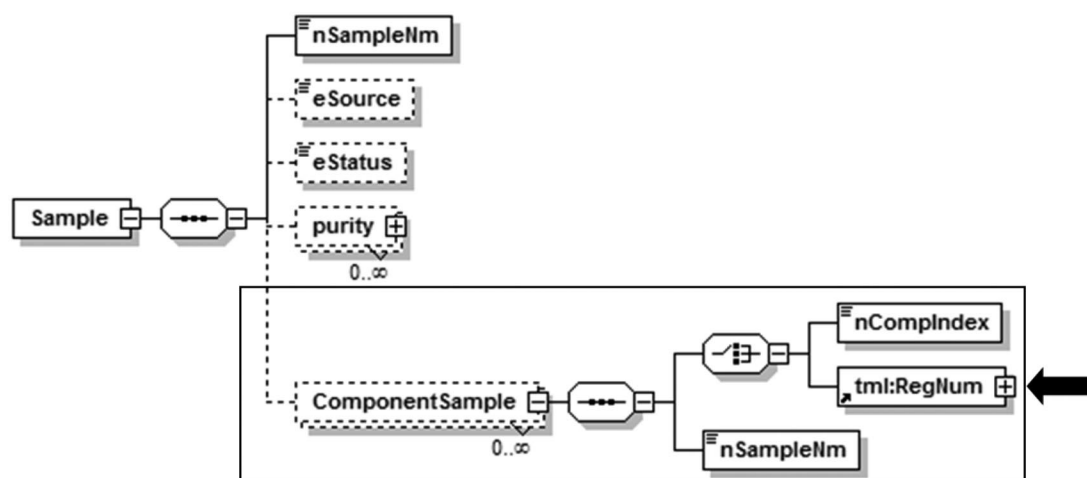 nSampleNm
eSource
eStatus
Sample
purity
0..∞
nCompIndex
tml:RegNum
ComponentSample
0..∞
nSampleNm